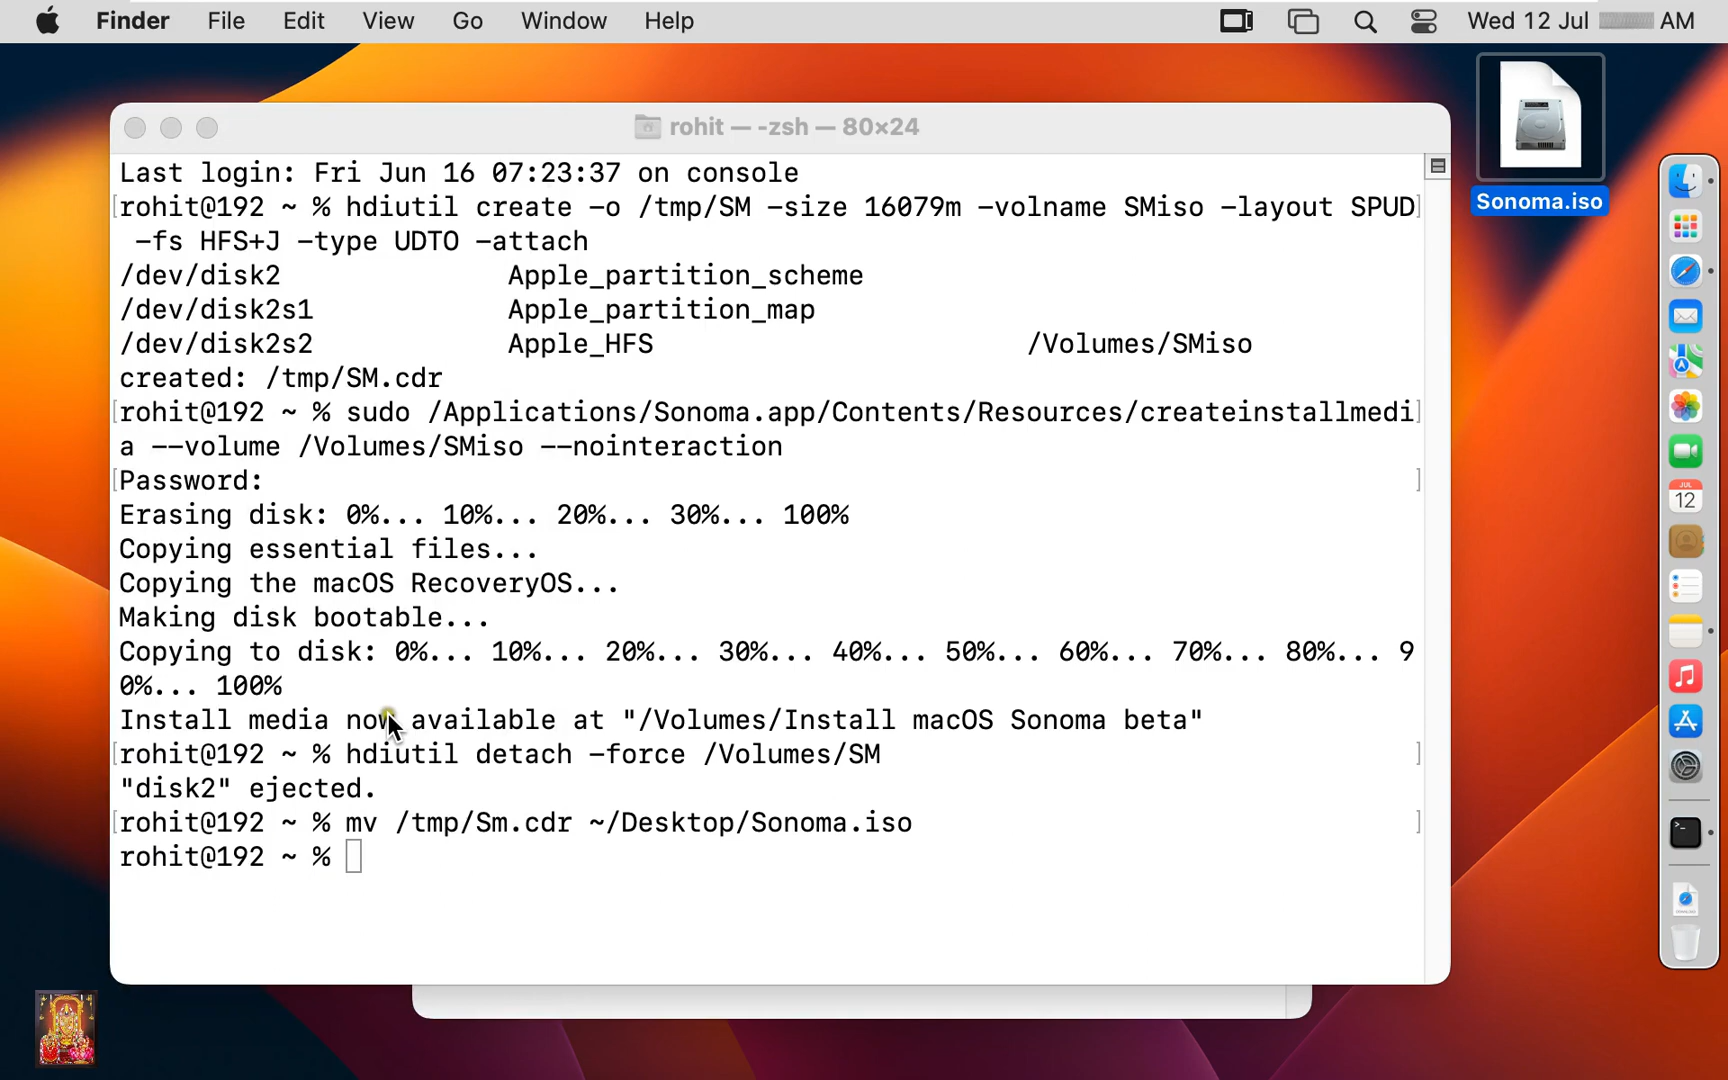 Finder File Edit View Go Window Help Wed 12 Jul AM
Sonoma.iso
rohit — -zsh — 80×24
Last login: Fri Jun 16 07:23:37 on console
[rohit@192 ~ % hdiutil create -o /tmp/SM -size 16079m -volname SMiso -layout SPUD]
-fs HFS+J -type UDTO -attach
/dev/disk2 Apple_partition_scheme
/dev/disk2s1 Apple_partition_map
/dev/disk2s2 Apple_HFS /Volumes/SMiso
created: /tmp/SM.cdr
[rohit@192 ~ % sudo /Applications/Sonoma.app/Contents/Resources/createinstallmedi]
a --volume /Volumes/SMiso --nointeraction
[Password: ]
Erasing disk: 0%... 10%... 20%... 30%... 100%
Copying essential files...
Copying the macOS RecoveryOS...
Making disk bootable...
Copying to disk: 0%... 10%... 20%... 30%... 40%... 50%... 60%... 70%... 80%... 9
0%... 100%
Install media now available at "/Volumes/Install macOS Sonoma beta"
[rohit@192 ~ % hdiutil detach -force /Volumes/SM ]
"disk2" ejected.
[rohit@192 ~ % mv /tmp/Sm.cdr ~/Desktop/Sonoma.iso ]
rohit@192 ~ %
JUL
12